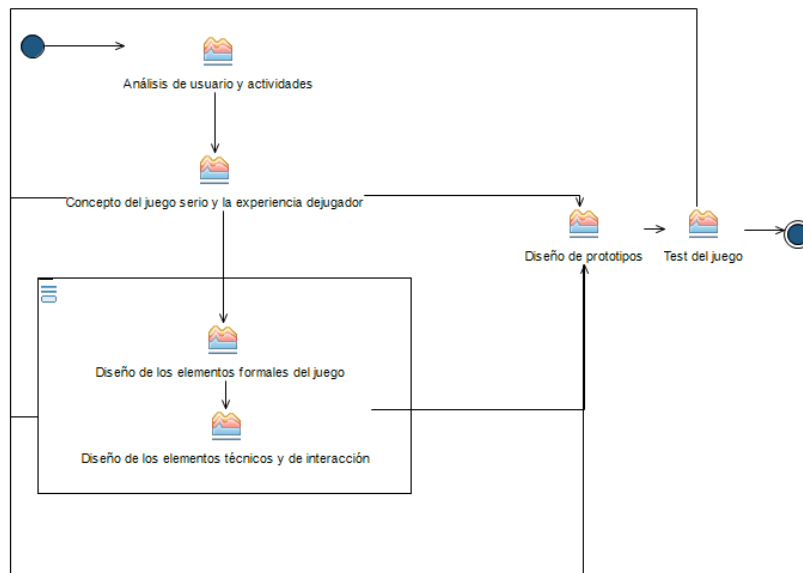 Análisis de usuario y actividades
Concepto del juego serio y la experiencia dejugador
Diseño de prototipos
Test del juego
Diseño de los elementos formales del juego
Diseño de los elementos técnicos y de interacción